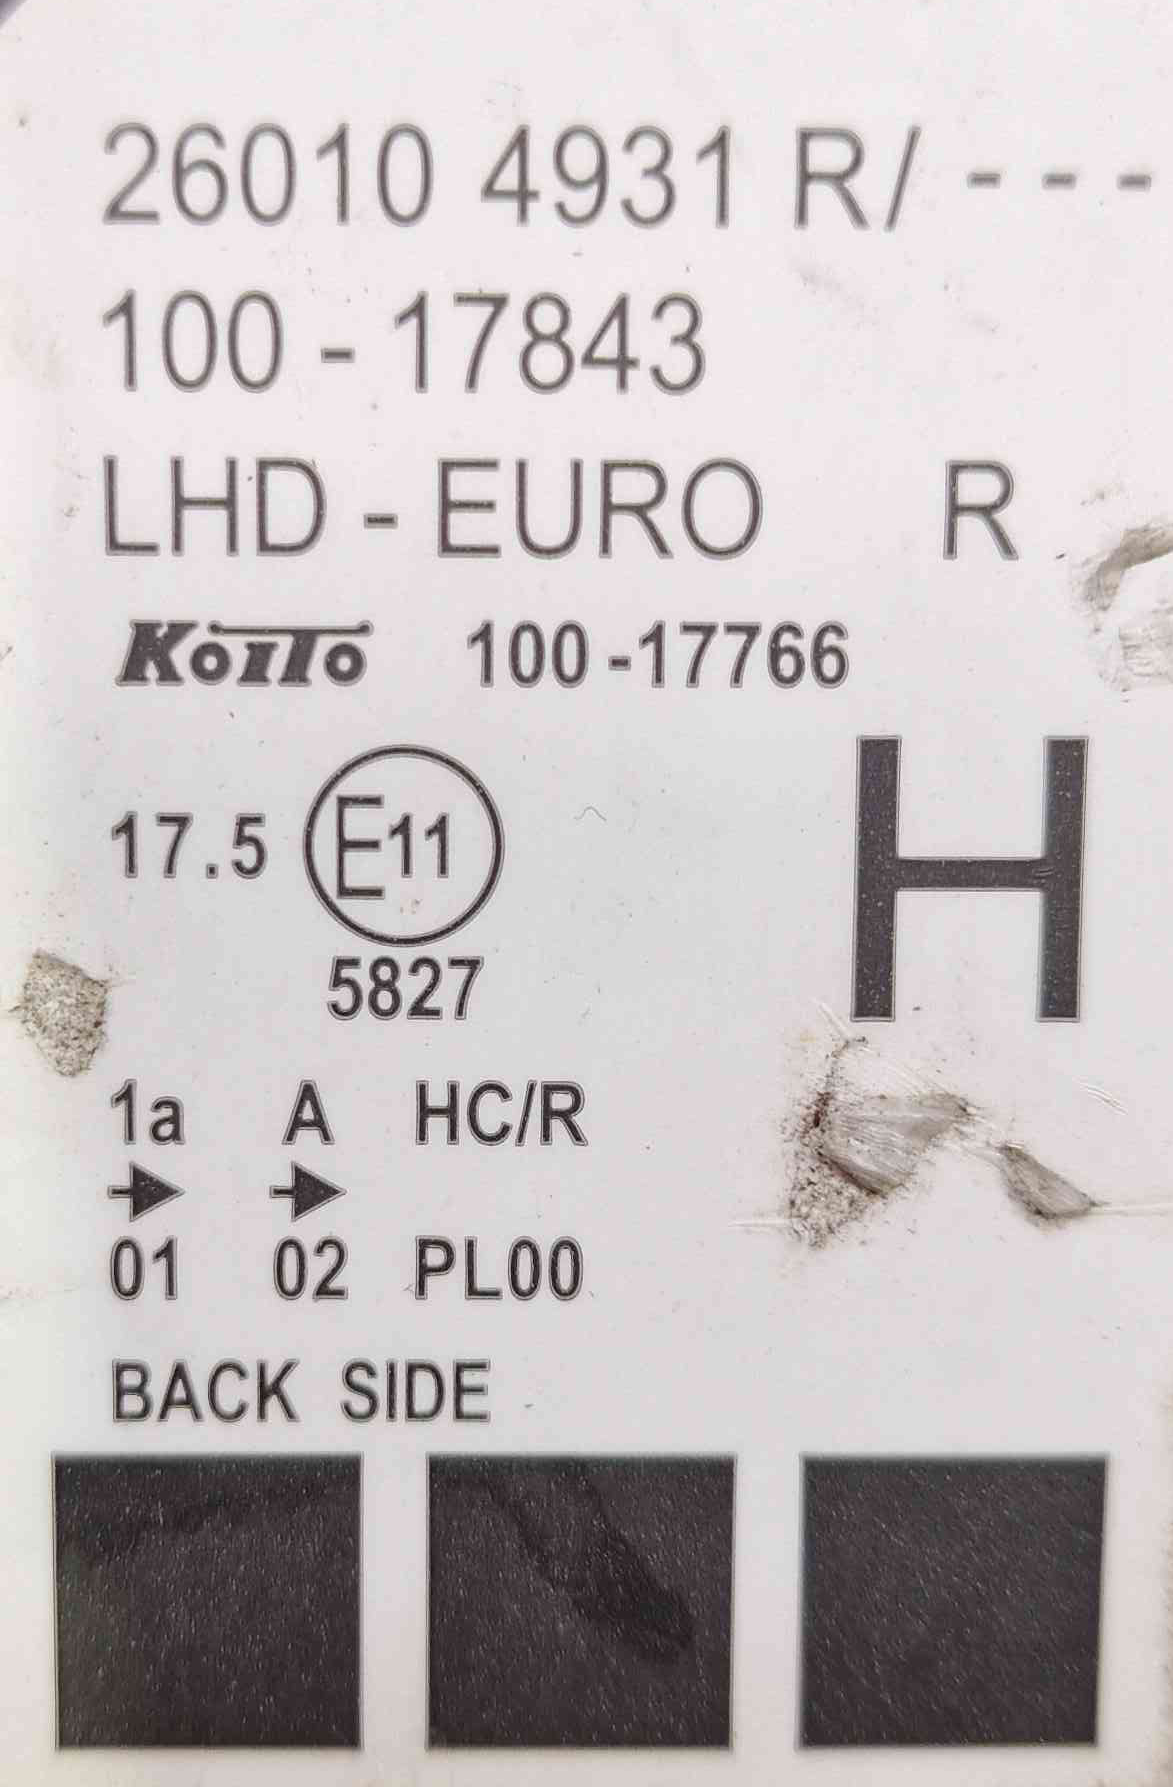 26010 4931 R/ ---
100 - 17843
LHD - EURO R
KOITO 100 -17766
H
17.5 E11
5827
1a A HC/R
→ →
01 02 PL00
BACK SIDE